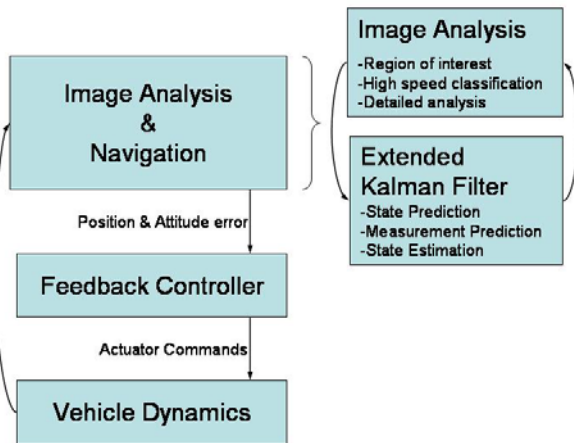 Image Analysis
&
Navigation
Position & Attitude error
Feedback Controller
Actuator Commands
Vehicle Dynamics
Image Analysis
-Region of interest
-High speed classification
-Detailed analysis
Extended
Kalman Filter
-State Prediction
-Measurement Prediction
-State Estimation